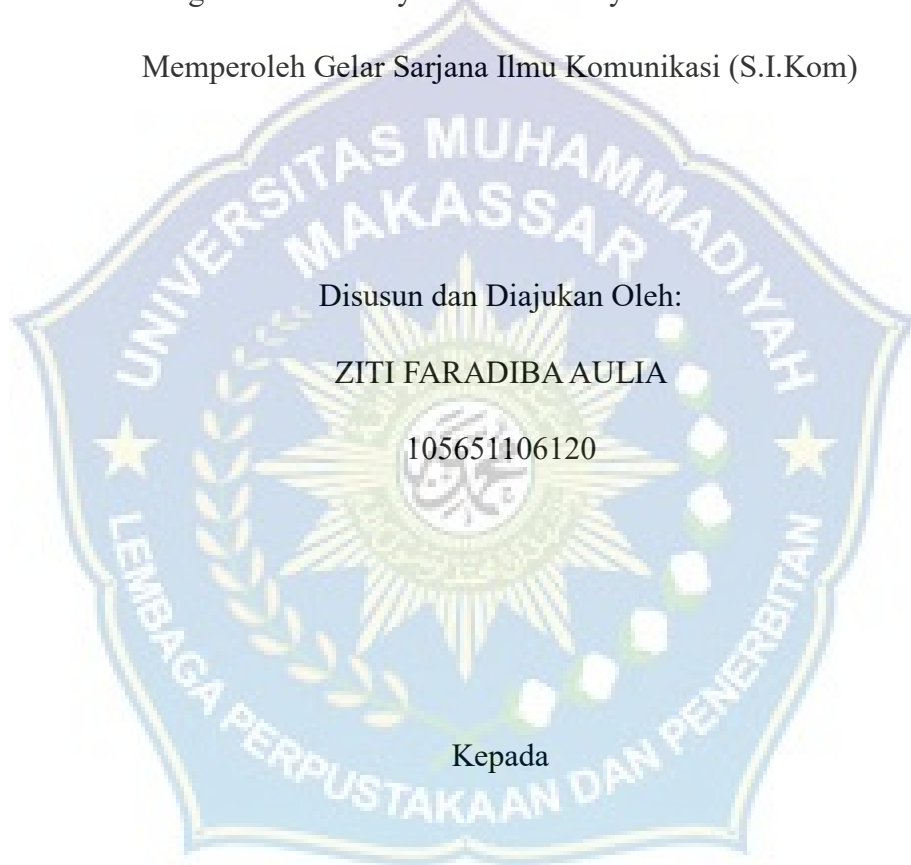 Memperoleh Gelar Sarjana Ilmu Komunikasi (S.I.Kom)
UNIVERSITAS MUHAMMADIYAH
MAKASSAR
Disusun dan Diajukan Oleh:
ZITI FARADIBA AULIA
105651106120
Kepada
LEMBAGA PERPUSTAKAAN DAN PENERBITAN